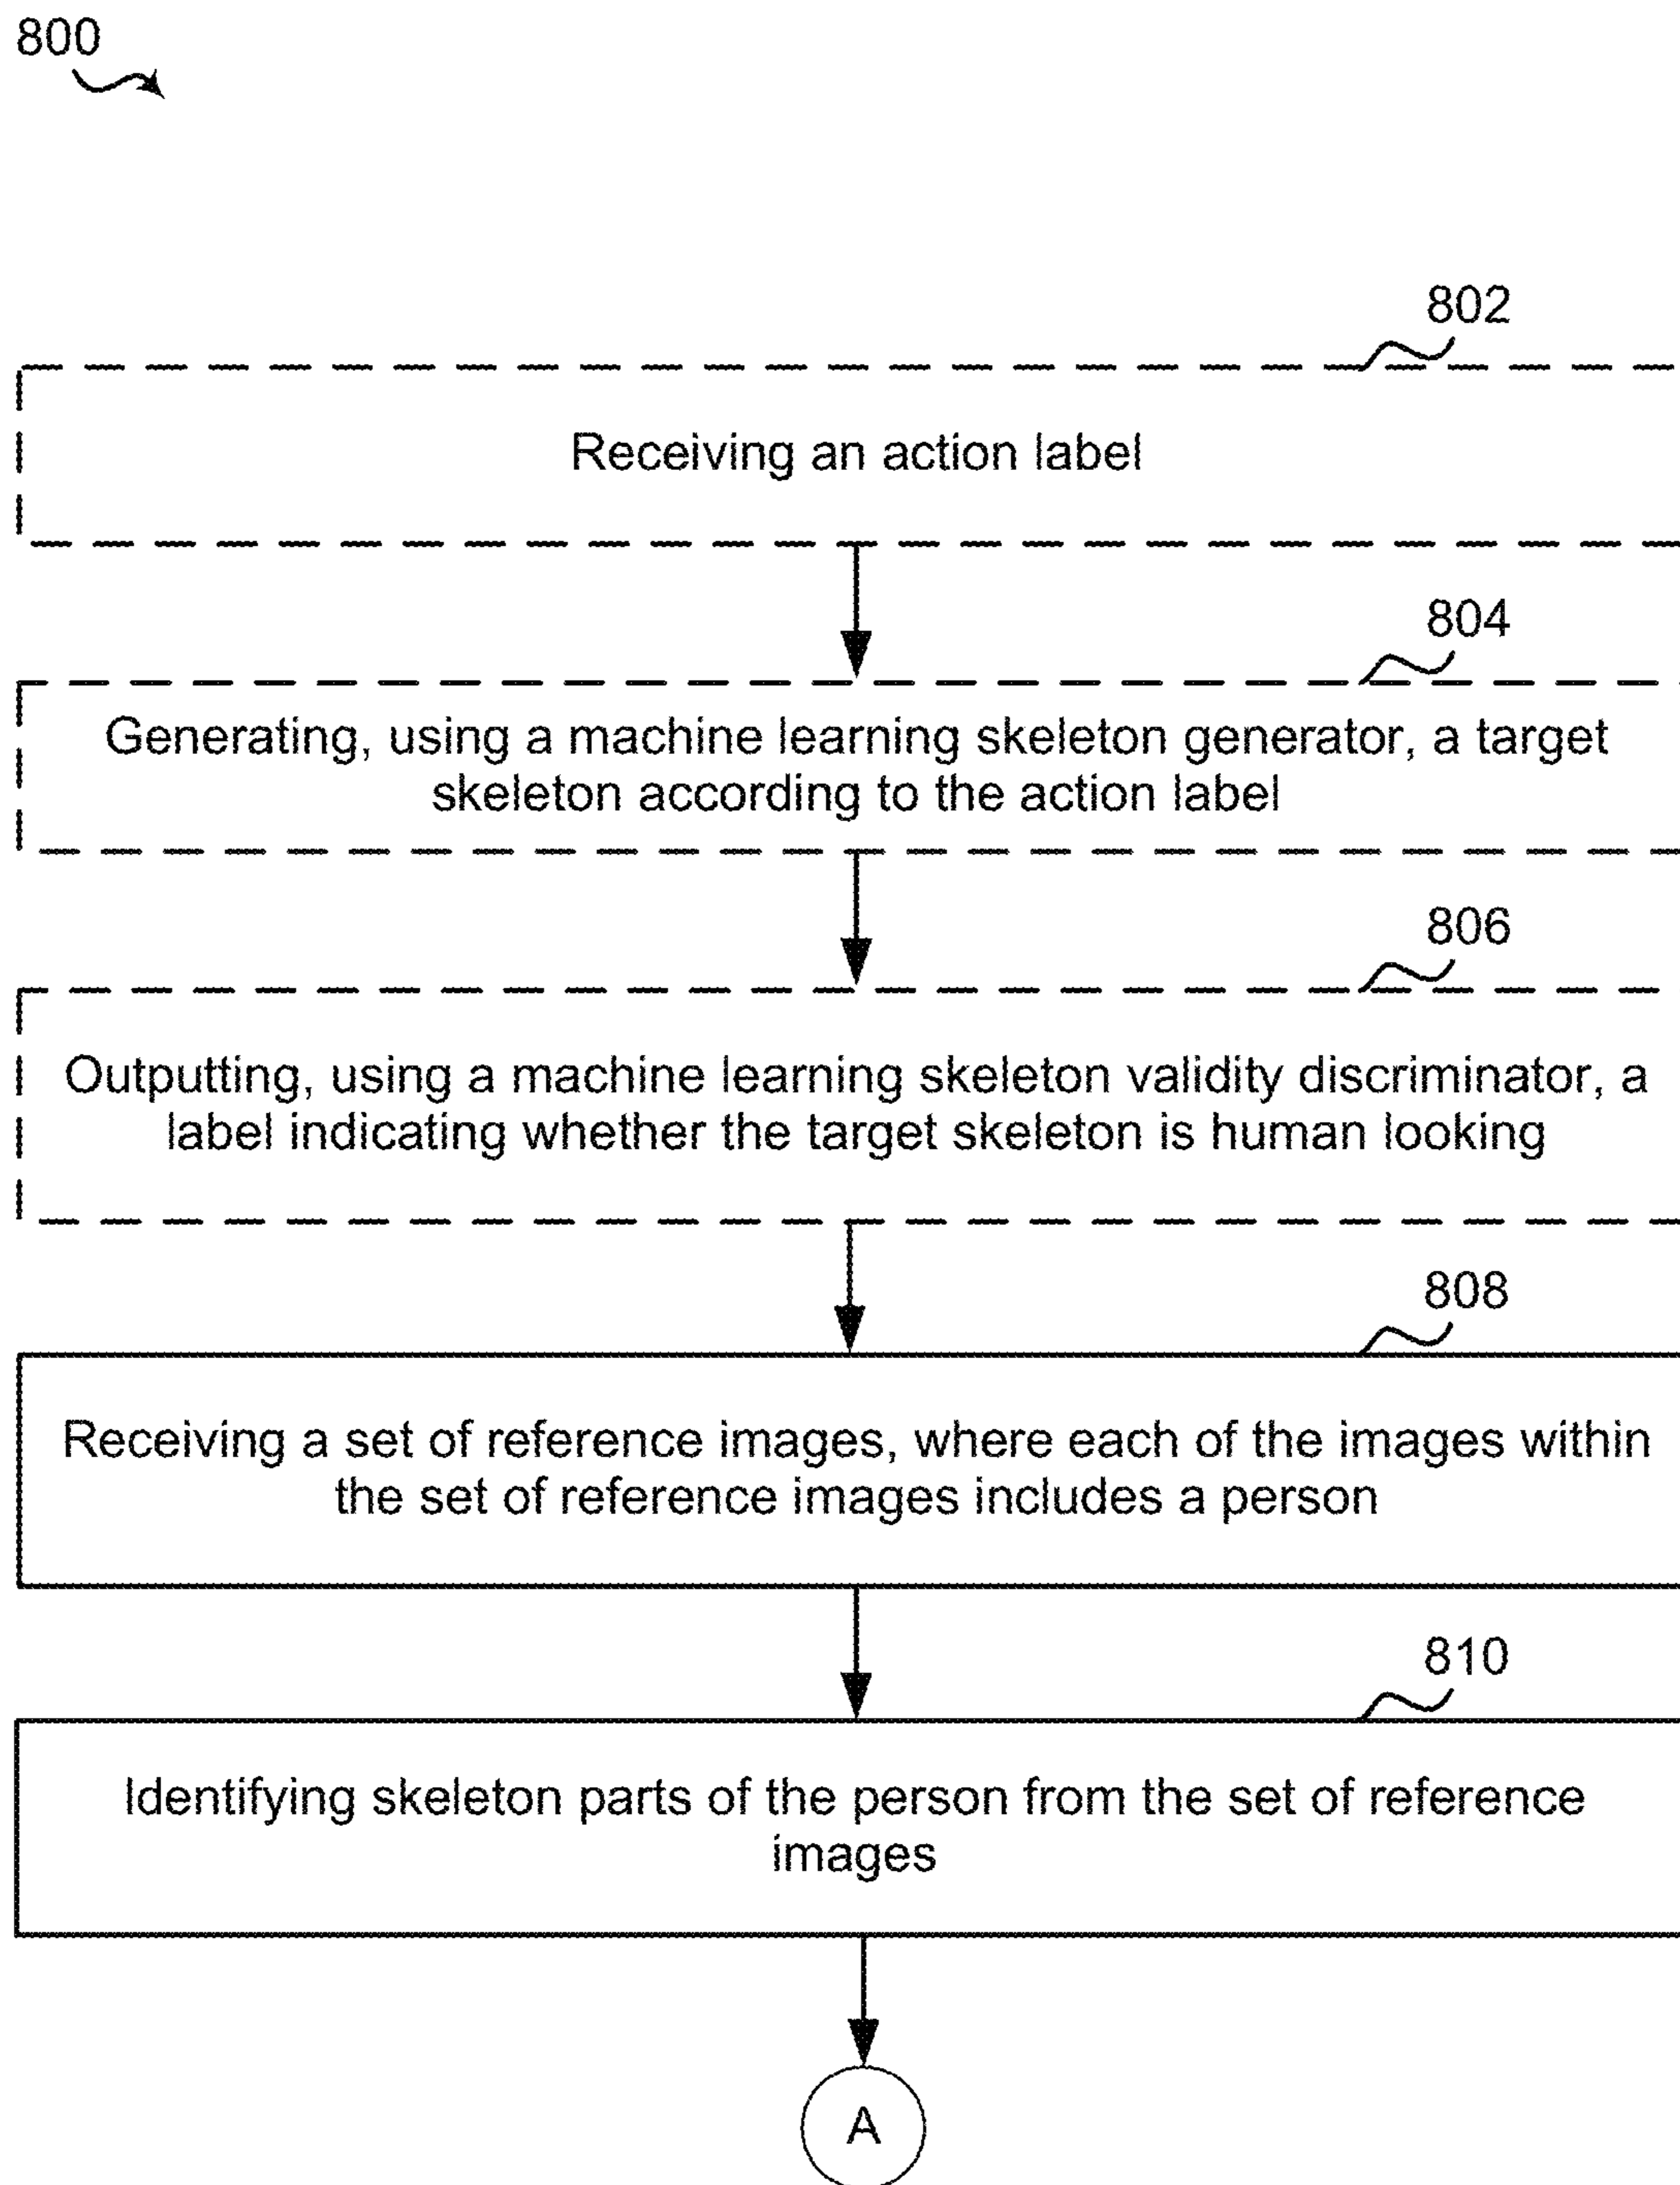 800
802
Receiving an action label
804
Generating, using a machine learning skeleton generator, a target
skeleton according to the action label
806
Outputting, using a machine learning skeleton validity discriminator, a
label indicating whether the target skeleton is human looking
808
Receiving a set of reference images, where each of the images within
the set of reference images includes a person
810
Identifying skeleton parts of the person from the set of reference
images
A